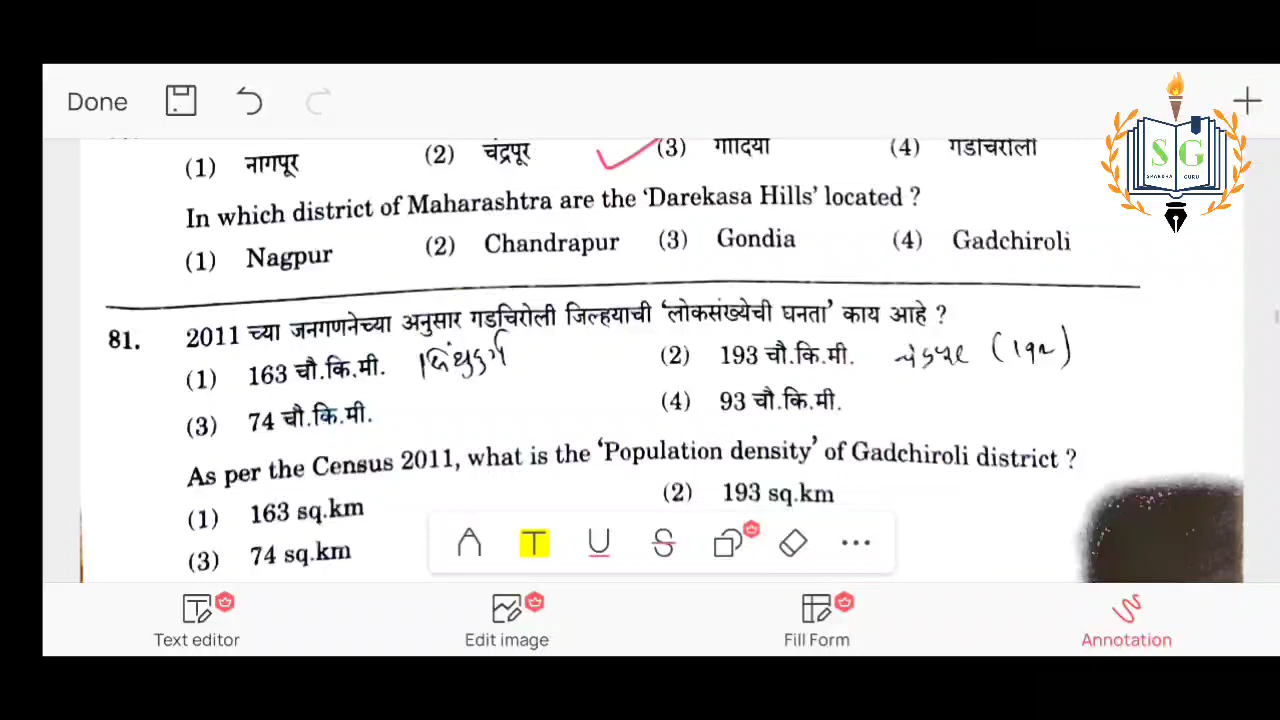 Done
(1) नागपूर (2) चंद्रपूर (3) गोंदिया (4) गडचिरोली
In which district of Maharashtra are the 'Darekasa Hills' located ?
(1) Nagpur (2) Chandrapur (3) Gondia (4) Gadchiroli
SHARDHA GURU
S G
81. 2011 च्या जनगणनेच्या अनुसार गडचिरोली जिल्हयाची 'लोकसंख्येची घनता' काय आहे ?
(1) 163 चौ.कि.मी. सिंधुदुर्ग (2) 193 चौ.कि.मी.
(3) 74 चौ.कि.मी. (4) 93 चौ.कि.मी.
As per the Census 2011, what is the 'Population density' of Gadchiroli district ?
(1) 163 sq.km (2) 193 sq.km
(3) 74 sq.km
Text editor Edit image Fill Form Annotation